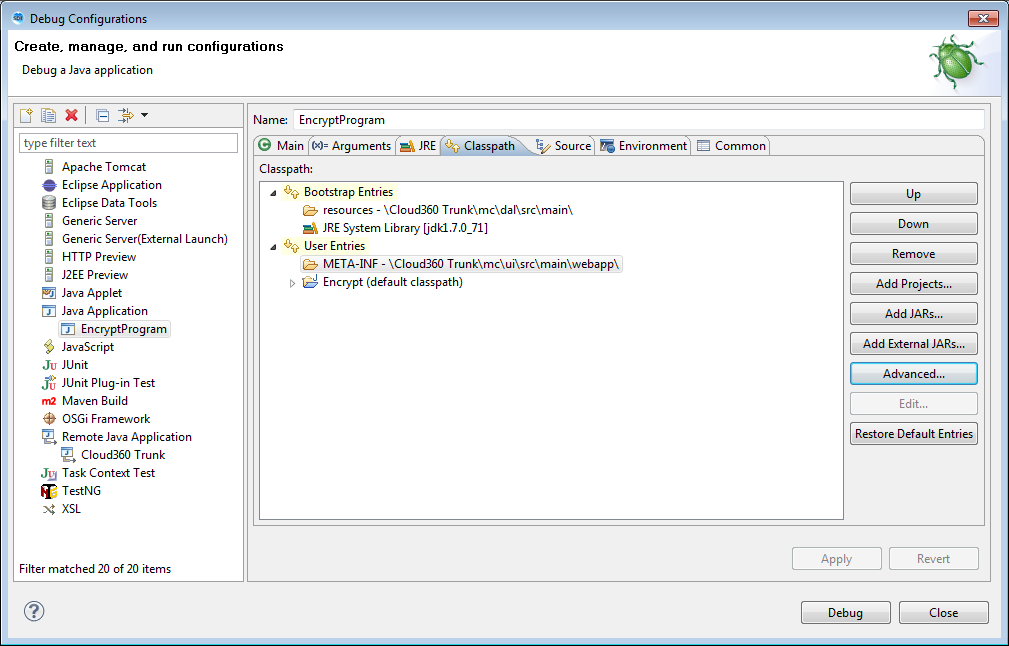 Debug Configurations
Create, manage, and run configurations
Debug a Java application
type filter text
Apache Tomcat
Eclipse Application
Eclipse Data Tools
Generic Server
Generic Server(External Launch)
HTTP Preview
J2EE Preview
Java Applet
Java Application
EncryptProgram
JavaScript
JUnit
JUnit Plug-in Test
Maven Build
OSGi Framework
Remote Java Application
Cloud360 Trunk
Task Context Test
TestNG
XSL
Filter matched 20 of 20 items
Name: EncryptProgram
Main (x)= Arguments JRE Classpath Source Environment Common
Classpath:
Bootstrap Entries
resources - \Cloud360 Trunk\mc\dal\src\main\
JRE System Library [jdk1.7.0_71]
User Entries
META-INF - \Cloud360 Trunk\mc\ui\src\main\webapp\
Encrypt (default classpath)
Up
Down
Remove
Add Projects...
Add JARs...
Add External JARs...
Advanced...
Edit...
Restore Default Entries
Apply Revert
Debug Close